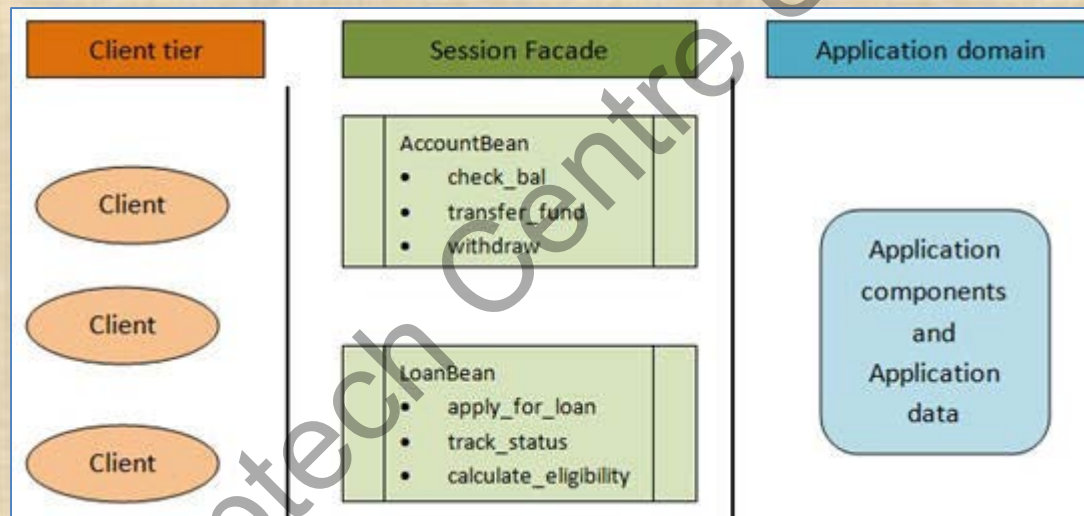 Client tier
Session Facade
Application domain
Client
Client
Client
AccountBean
• check_bal
• transfer_fund
• withdraw
LoanBean
• apply_for_loan
• track_status
• calculate_eligibility
Application
components
and
Application
data
Centre